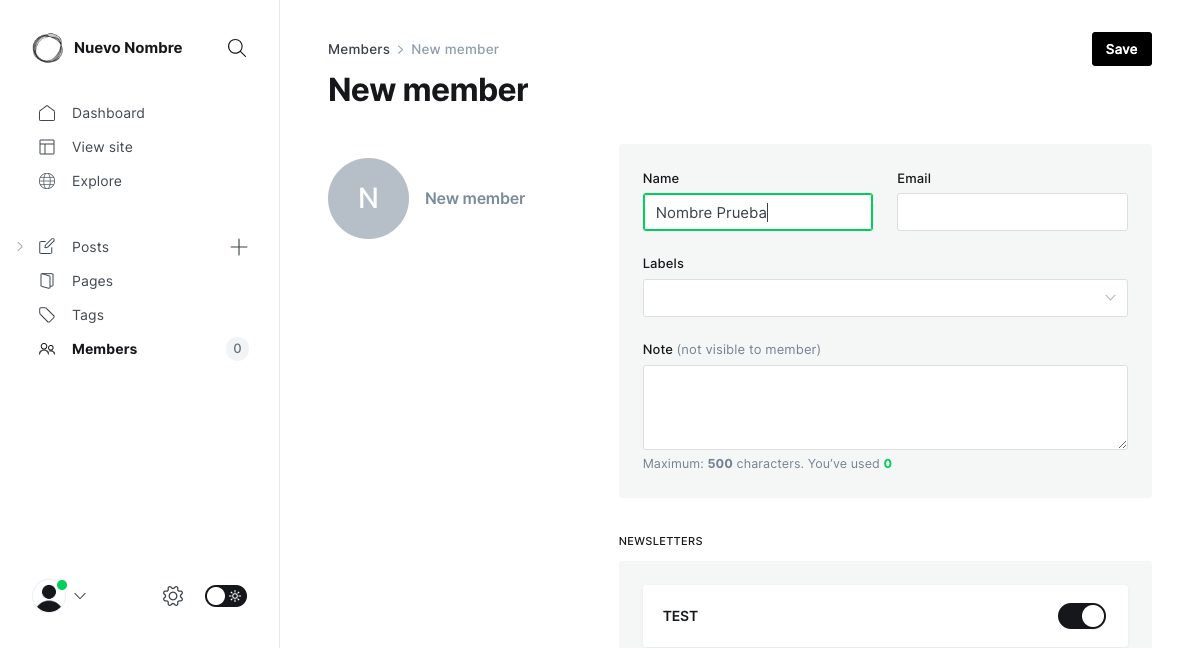 Nuevo Nombre
Dashboard
View site
Explore
Posts
Pages
Tags
Members
0
Members > New member
New member
Save
N
New member
Name
Email
Nombre Prueba
Labels
Note (not visible to member)
Maximum: 500 characters. You’ve used 0
NEWSLETTERS
TEST